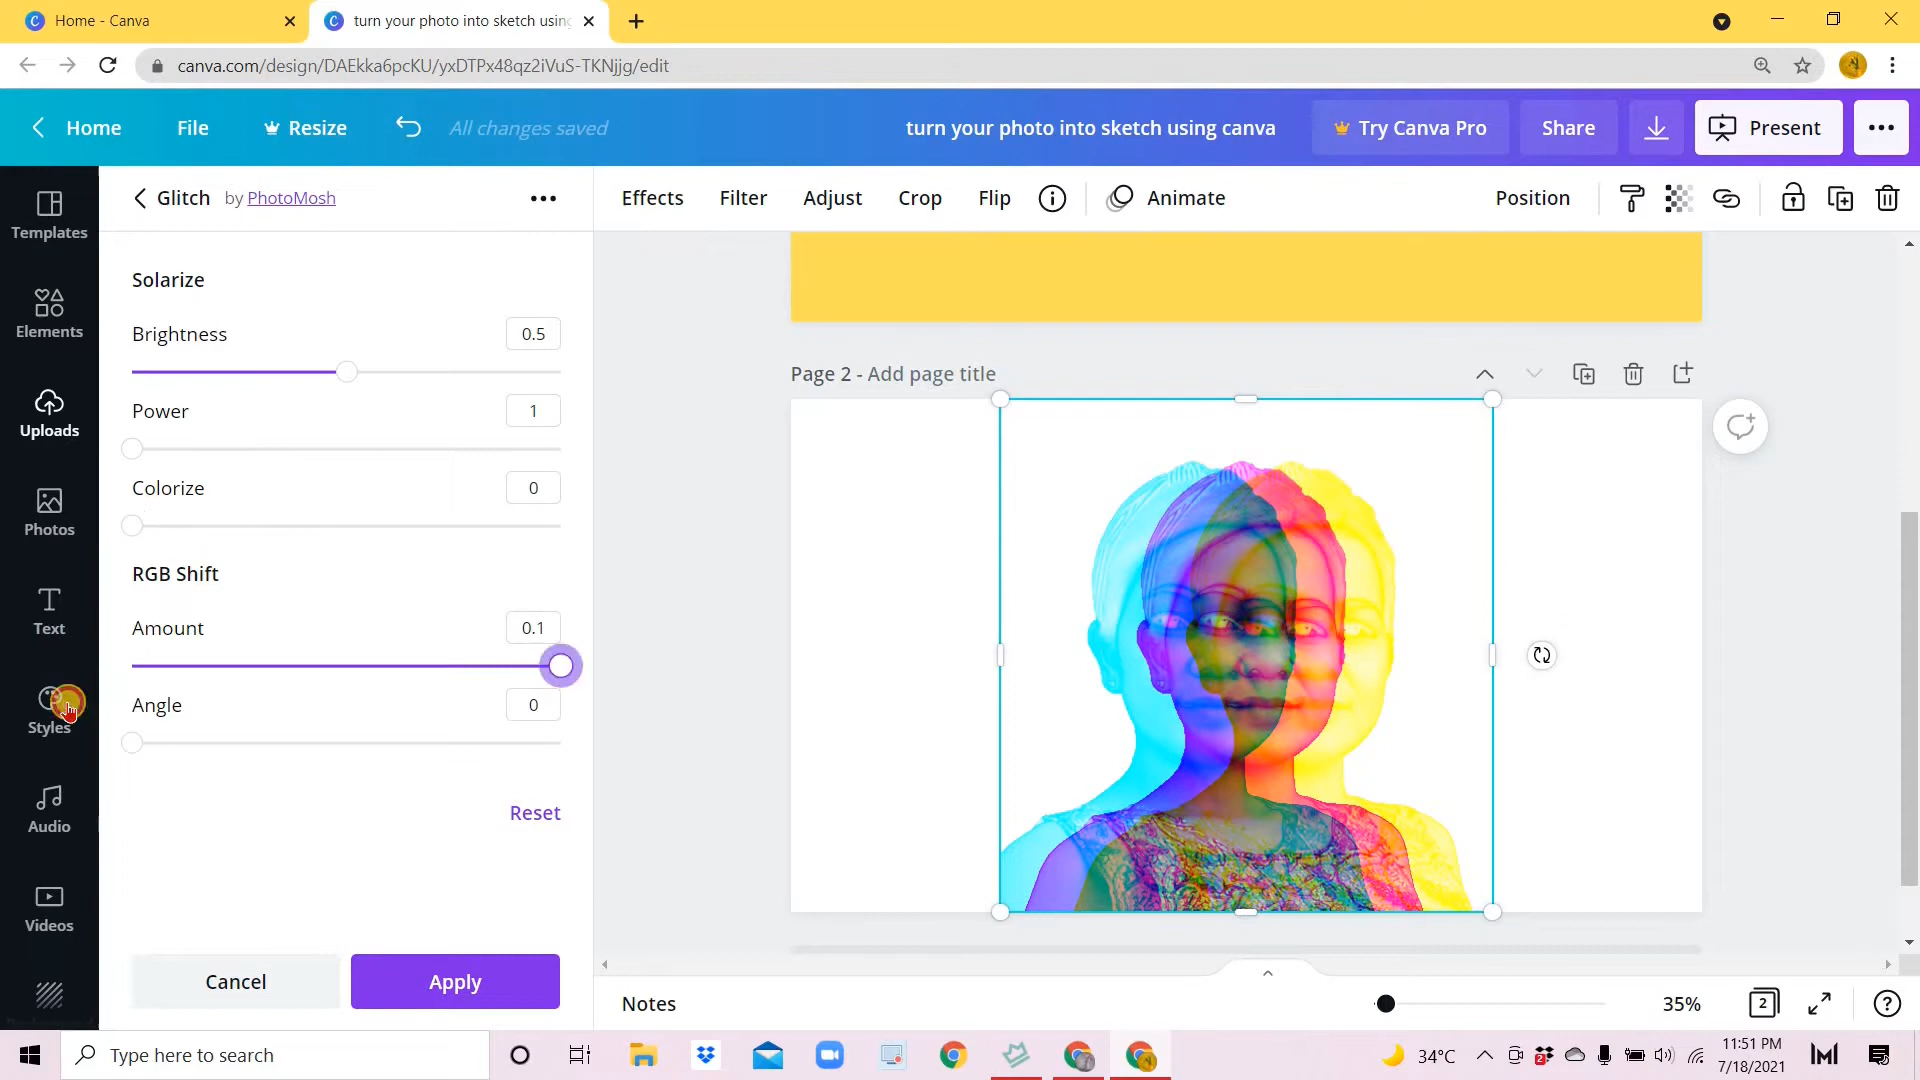 Home - Canva
turn your photo into sketch using
canva.com/design/DAEkka6pcKU/yxDTPx48qz2iVuS-TKNjjg/edit
Home File Resize All changes saved turn your photo into sketch using canva Try Canva Pro Share Present
Templates
Elements
Uploads
Photos
Text
Styles
Audio
Videos
Glitch by PhotoMosh
Solarize
Brightness 0.5
Power 1
Colorize 0
RGB Shift
Amount 0.1
Angle 0
Reset
Cancel Apply
Effects Filter Adjust Crop Flip Animate Position
Page 2 - Add page title
Notes 35% 2
Type here to search
34°C
11:51 PM
7/18/2021